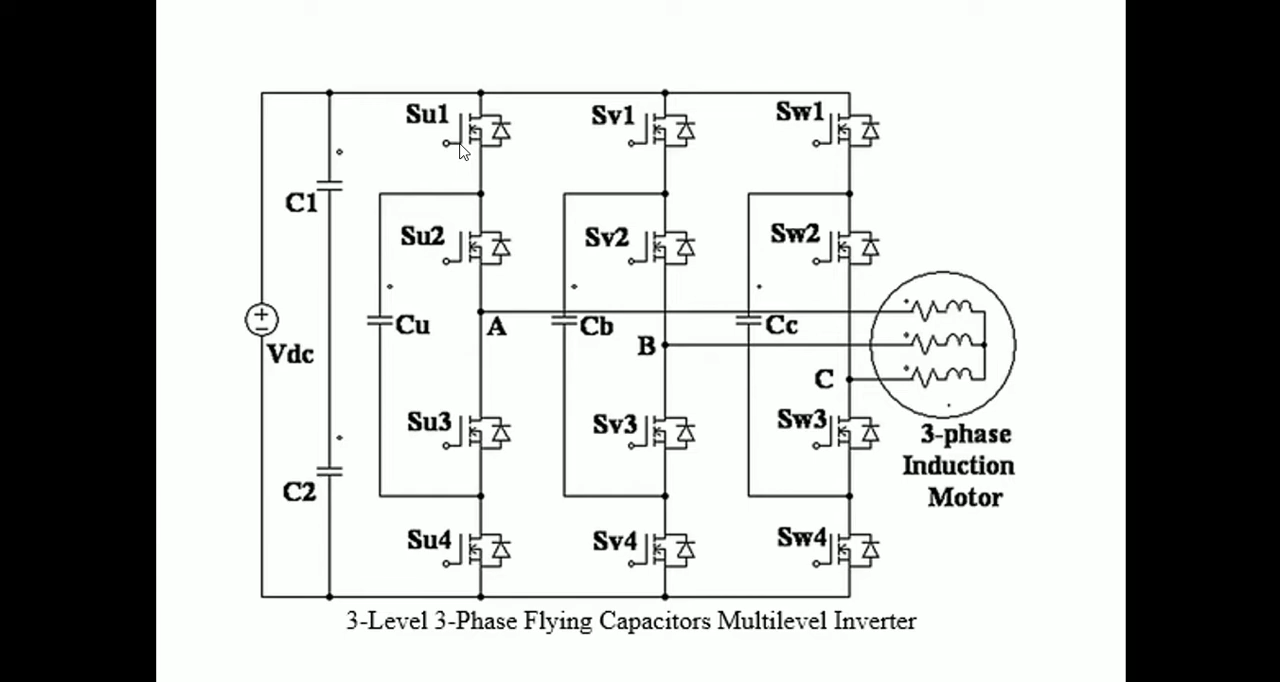 Su1
Sv1
Sw1
C1
Su2
Sv2
Sw2
Vdc
Cu
A
Cb
B
Cc
C
Su3
Sv3
Sw3
3-phase
Induction
Motor
C2
Su4
Sv4
Sw4
3-Level 3-Phase Flying Capacitors Multilevel Inverter